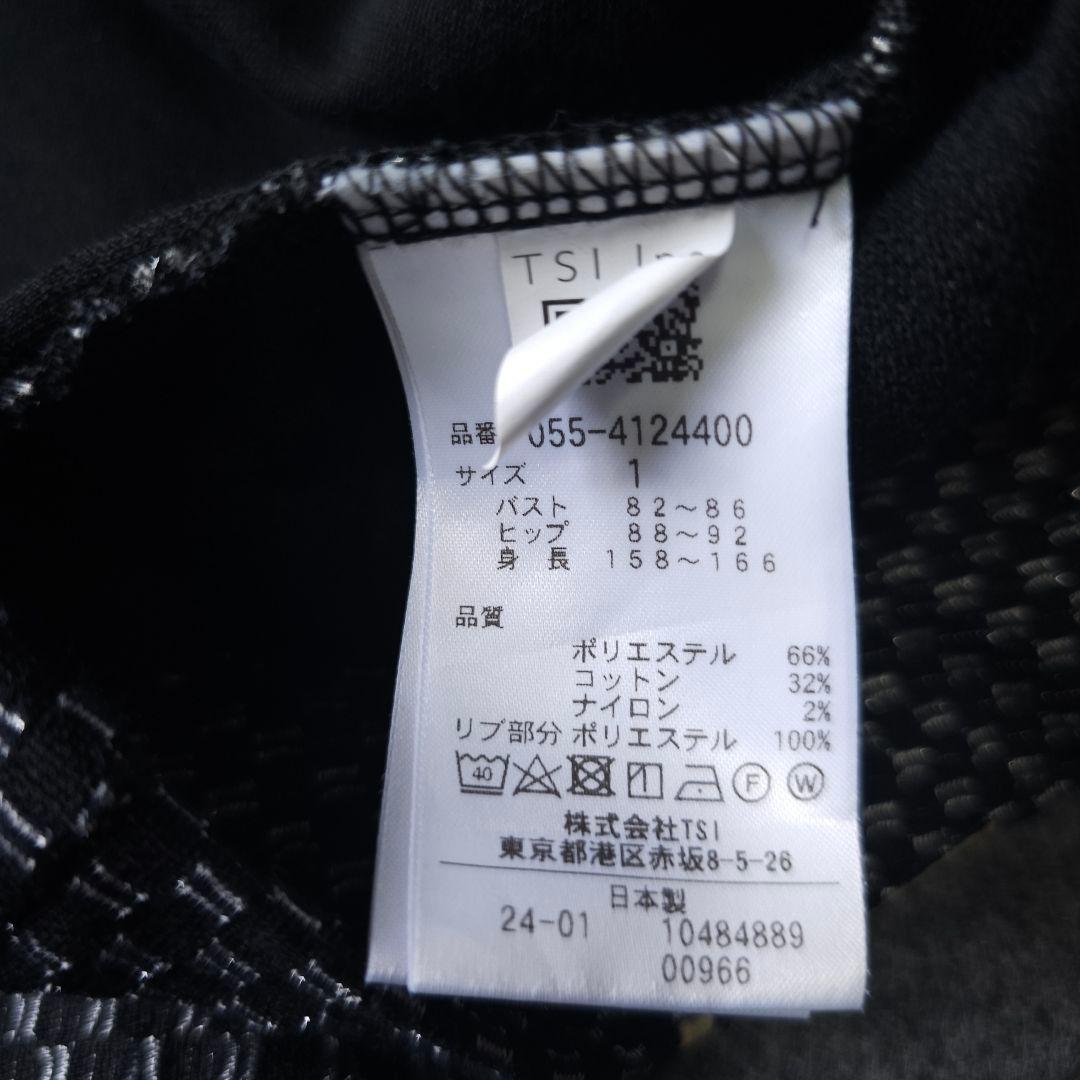 TSI Inc
品番 055-4124400
サイズ 1
バスト 82～86
ヒップ 88～92
身長 158～166
品質
ポリエステル 66%
コットン 32%
ナイロン 2%
リブ部分 ポリエステル 100%
40 F W
株式会社TSI
東京都港区赤坂8-5-26
日本製
24-01 10484889
00966